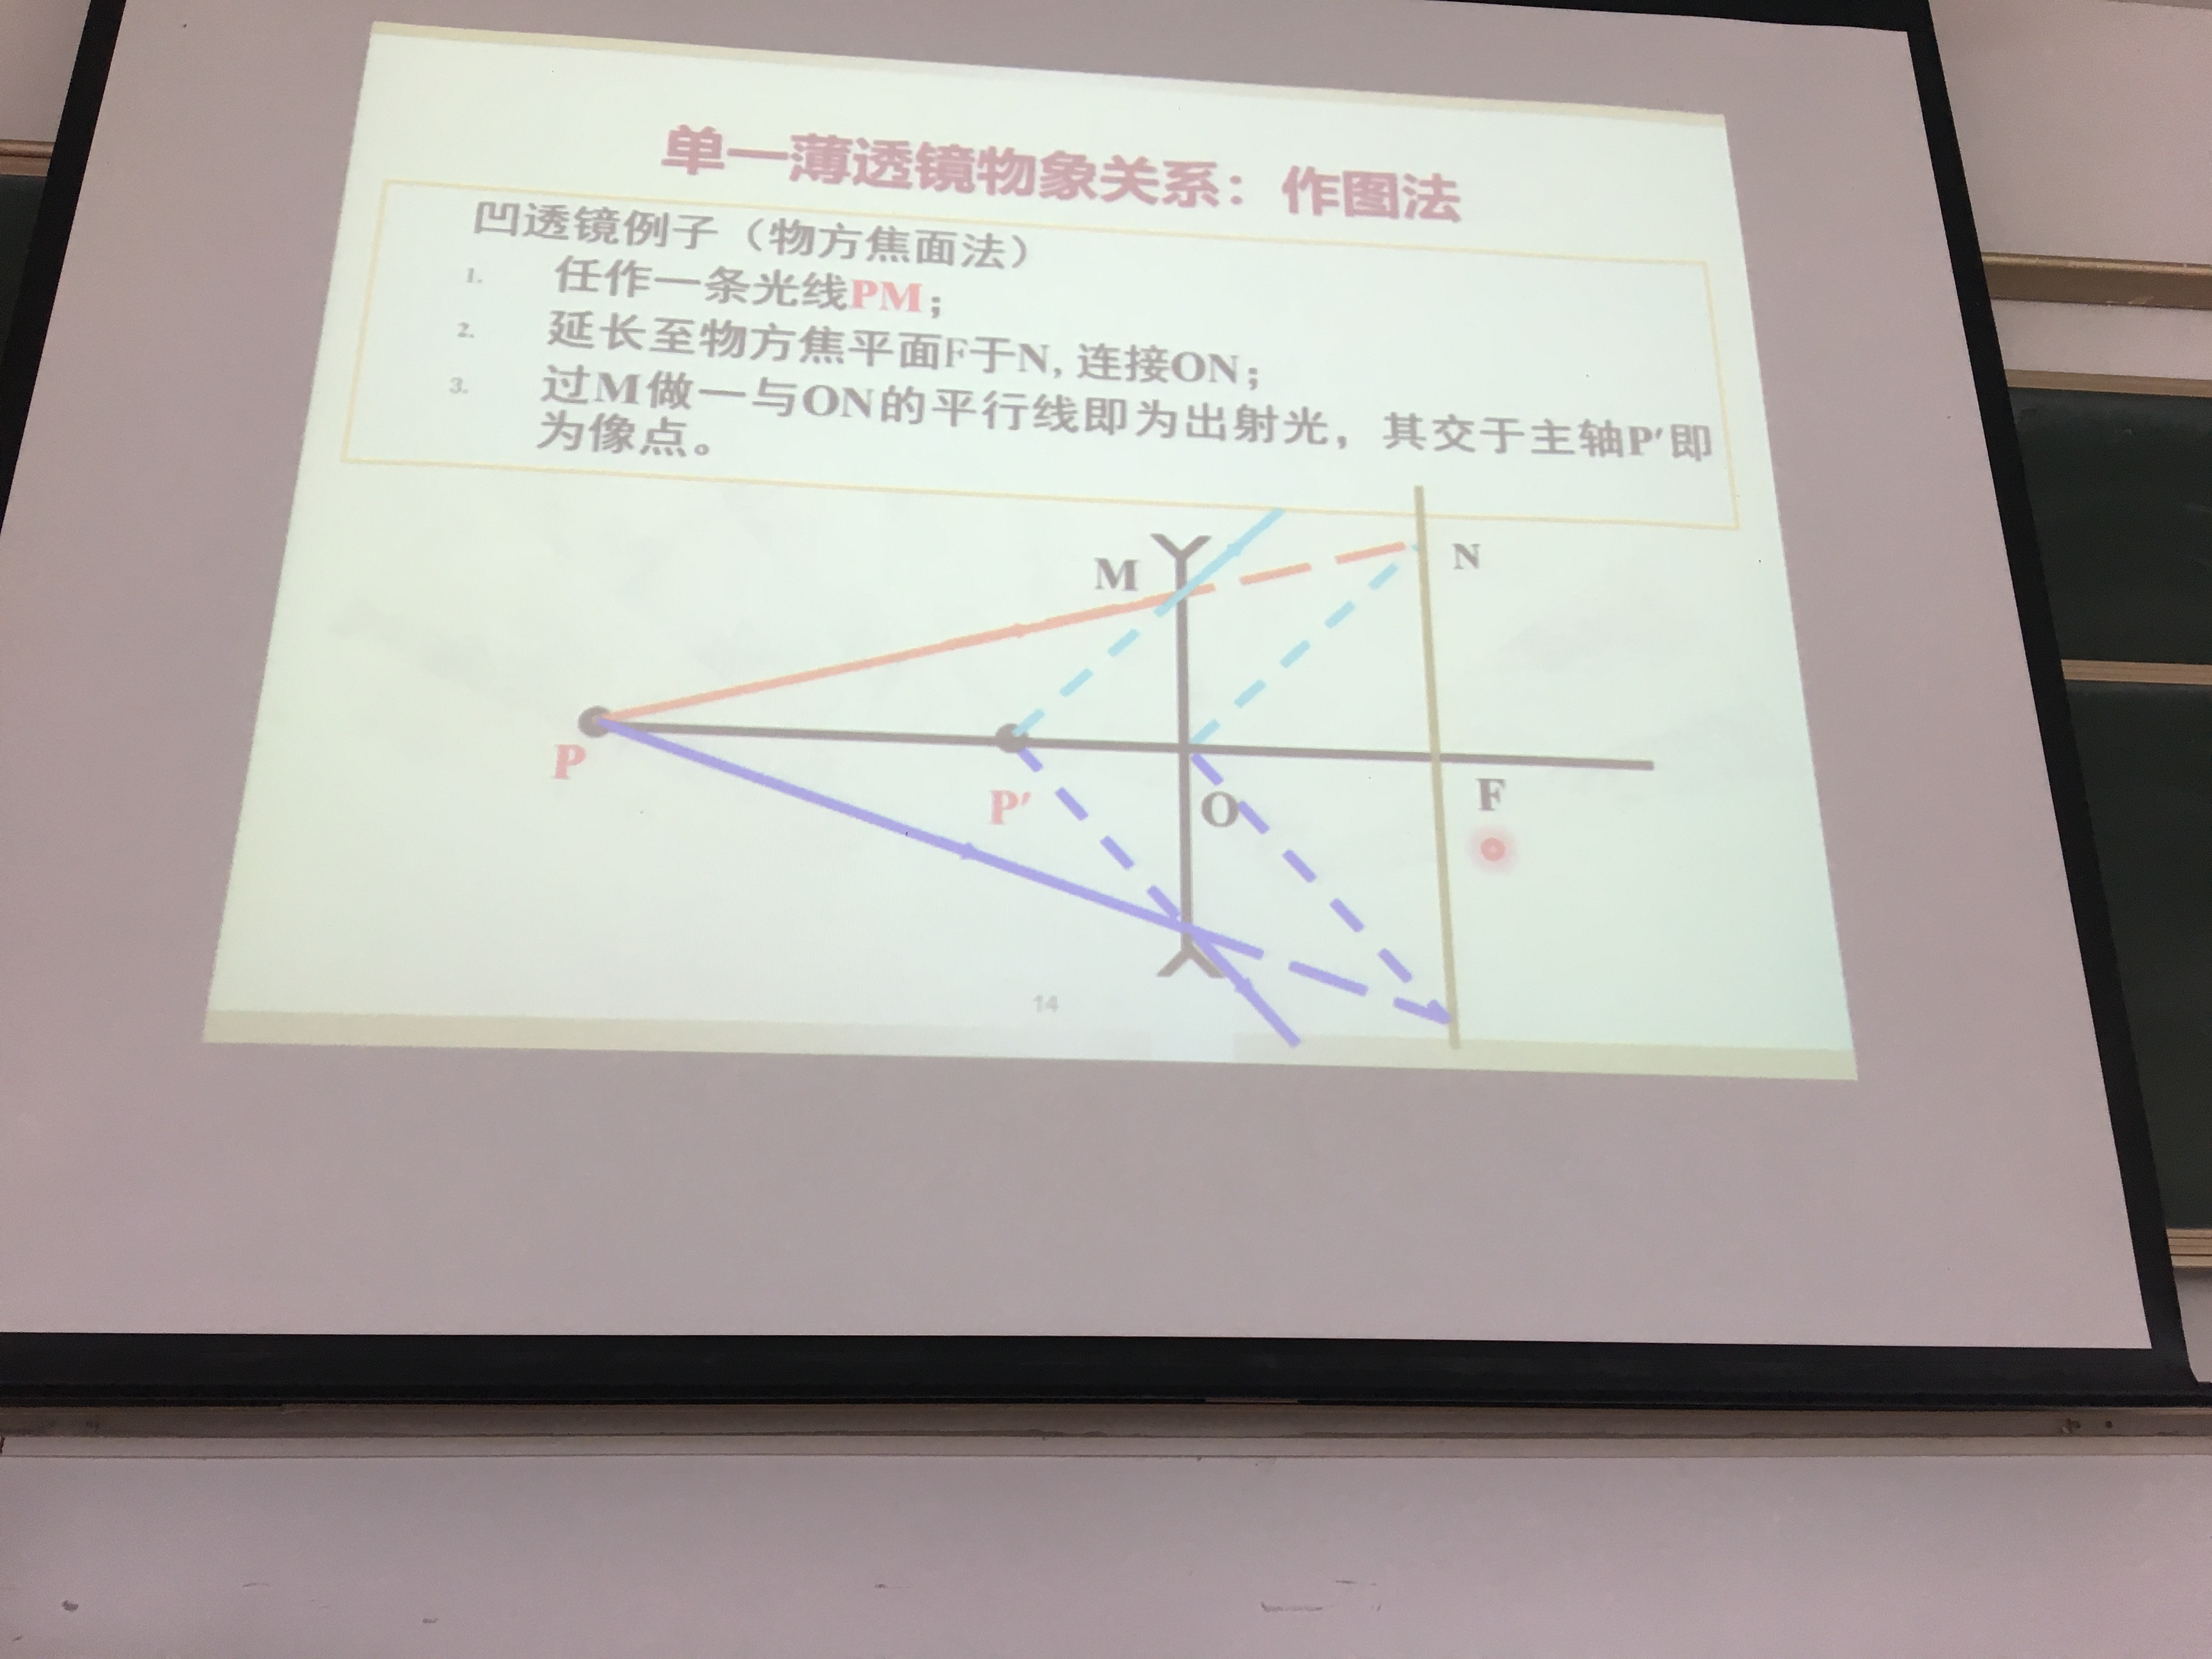 单一薄透镜物象关系：作图法
凹透镜例子（物方焦面法）
1. 任作一条光线PM；
2. 延长至物方焦平面F于N, 连接ON；
3. 过M做一与ON的平行线即为出射光，其交于主轴P′即
为像点。
M
N
P
P′
O
F
14